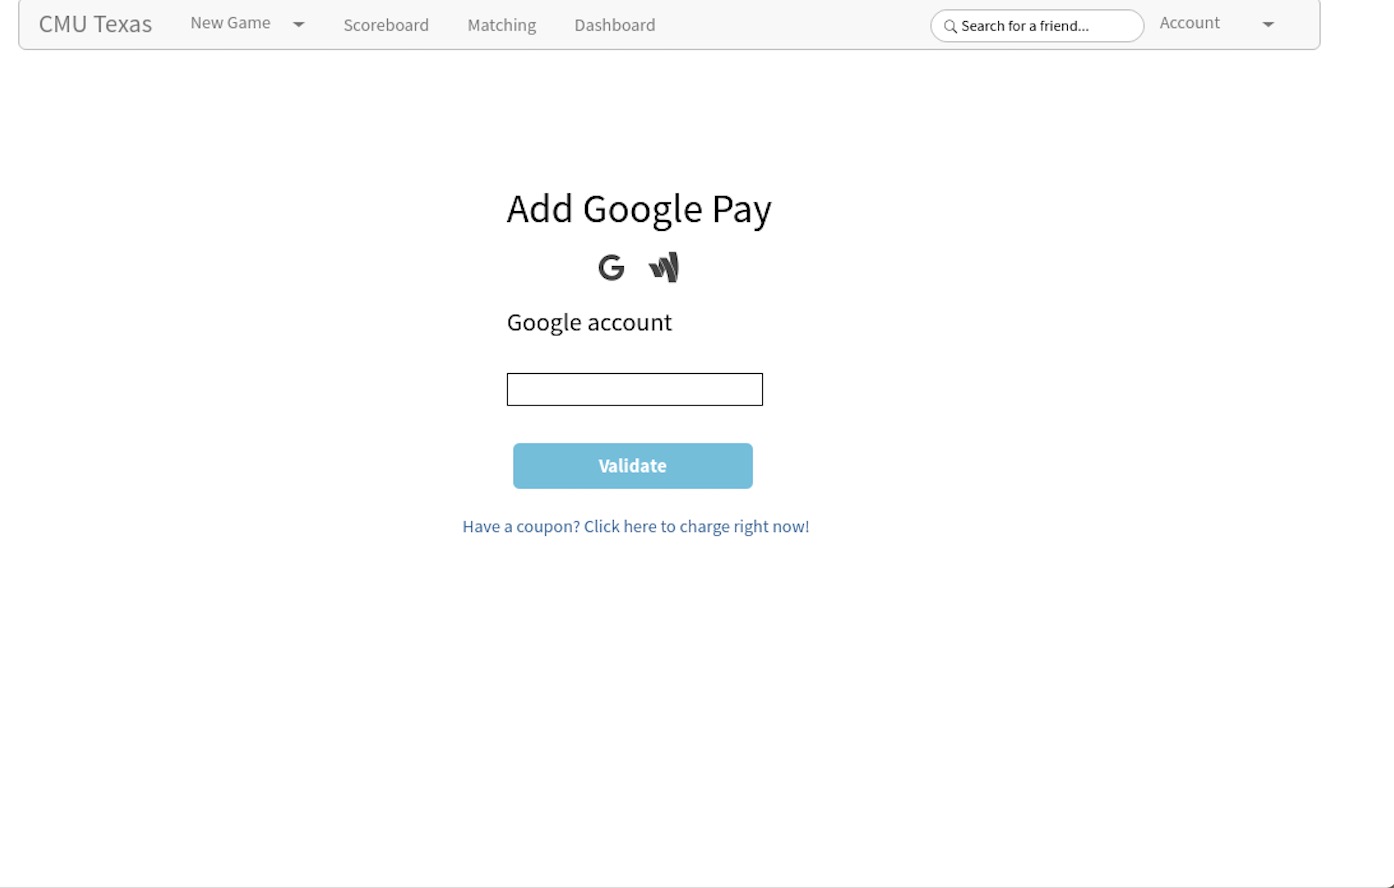 CMU Texas New Game Scoreboard Matching Dashboard Search for a friend... Account
Add Google Pay
G
Google account
Validate
Have a coupon? Click here to charge right now!